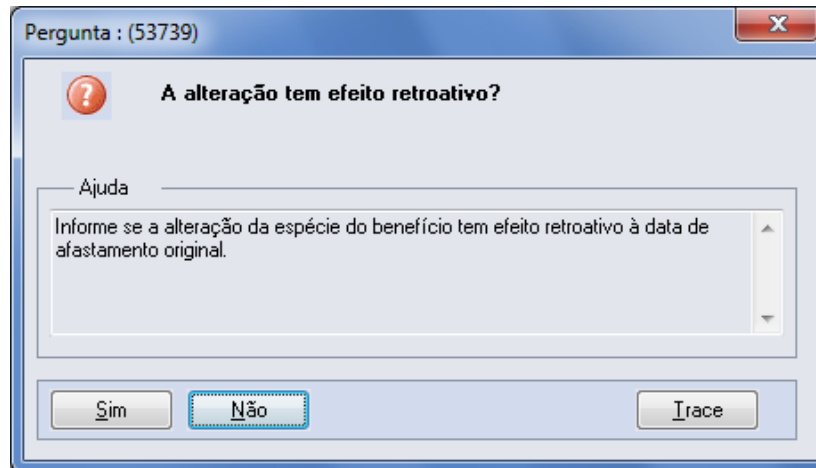 Pergunta : (53739)
A alteração tem efeito retroativo?
Ajuda
Informe se a alteração da espécie do benefício tem efeito retroativo à data de
afastamento original.
Sim Não Trace